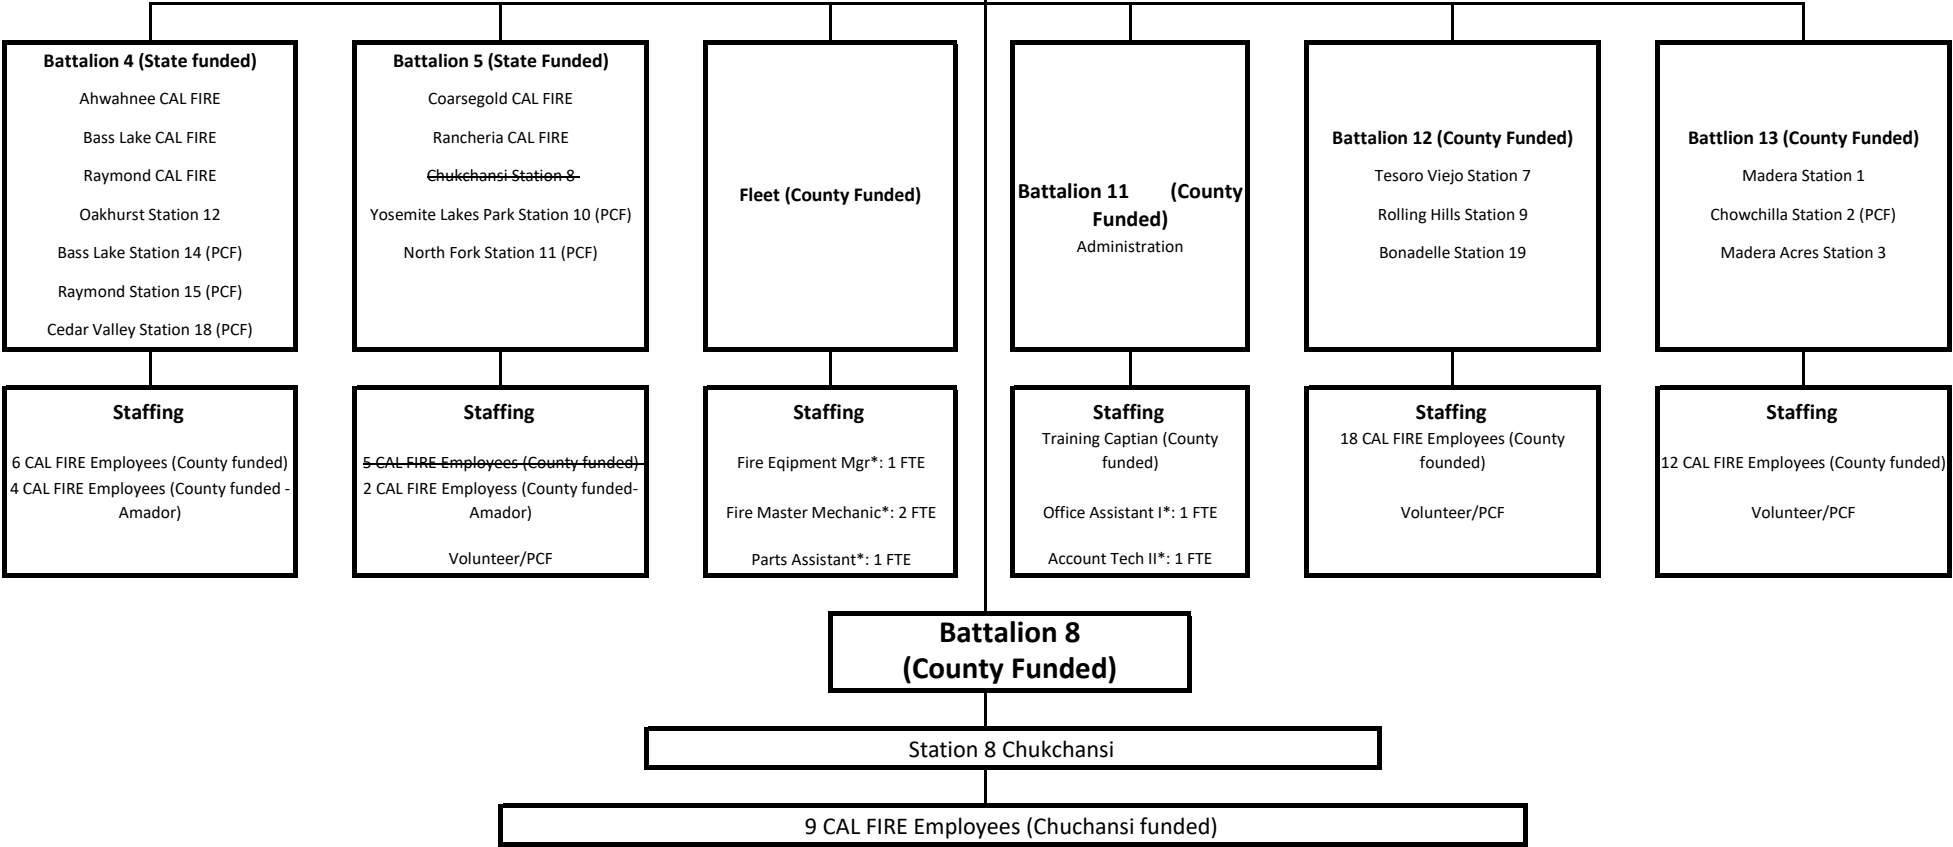 Battalion 4 (State funded)
Ahwahnee CAL FIRE
Bass Lake CAL FIRE
Raymond CAL FIRE
Oakhurst Station 12
Bass Lake Station 14 (PCF)
Raymond Station 15 (PCF)
Cedar Valley Station 18 (PCF)
Battalion 5 (State Funded)
Coarsegold CAL FIRE
Rancheria CAL FIRE
Chukchansi Station 8
Yosemite Lakes Park Station 10 (PCF)
North Fork Station 11 (PCF)
Fleet (County Funded)
Battalion 11 (County
Funded)
Administration
Battalion 12 (County Funded)
Tesoro Viejo Station 7
Rolling Hills Station 9
Bonadelle Station 19
Battlion 13 (County Funded)
Madera Station 1
Chowchilla Station 2 (PCF)
Madera Acres Station 3
Staffing
6 CAL FIRE Employees (County funded)
4 CAL FIRE Employees (County funded -
Amador)
Staffing
5 CAL FIRE Employees (County funded)
2 CAL FIRE Employess (County funded-
Amador)
Volunteer/PCF
Staffing
Fire Eqipment Mgr*: 1 FTE
Fire Master Mechanic*: 2 FTE
Parts Assistant*: 1 FTE
Staffing
Training Captian (County
funded)
Office Assistant I*: 1 FTE
Account Tech II*: 1 FTE
Staffing
18 CAL FIRE Employees (County
founded)
Volunteer/PCF
Staffing
12 CAL FIRE Employees (County funded)
Volunteer/PCF
Battalion 8
(County Funded)
Station 8 Chukchansi
9 CAL FIRE Employees (Chuchansi funded)